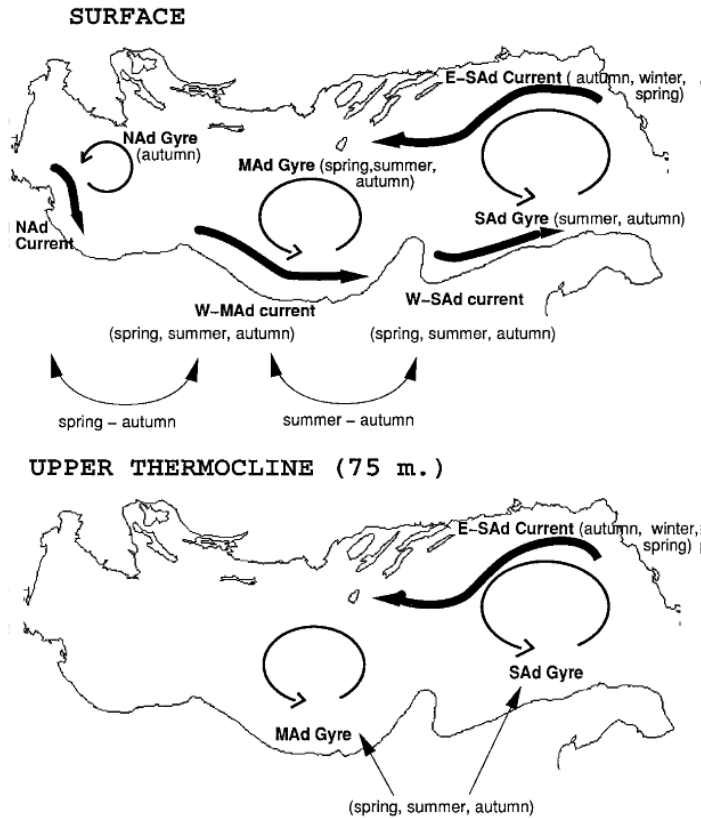 SURFACE
E−SAd Current ( autumn, winter,
spring)
NAd Gyre
(autumn)
MAd Gyre (spring,summer,
autumn)
SAd Gyre (summer, autumn)
NAd
Current
W−MAd current
(spring, summer, autumn)
W−SAd current
(spring, summer, autumn)
spring − autumn
summer − autumn
UPPER THERMOCLINE (75 m.)
E−SAd Current (autumn, winter,
spring)
SAd Gyre
MAd Gyre
(spring, summer, autumn)